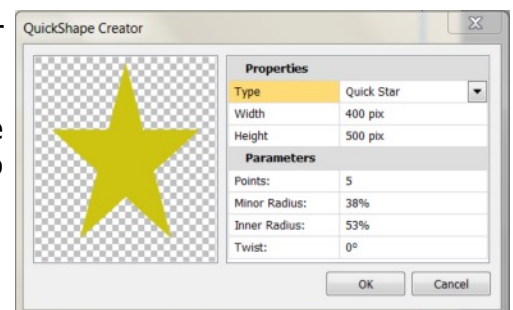 QuickShape Creator
Properties
Type Quick Star
Width 400 pix
Height 500 pix
Parameters
Points: 5
Minor Radius: 38%
Inner Radius: 53%
Twist: 0°
OK Cancel